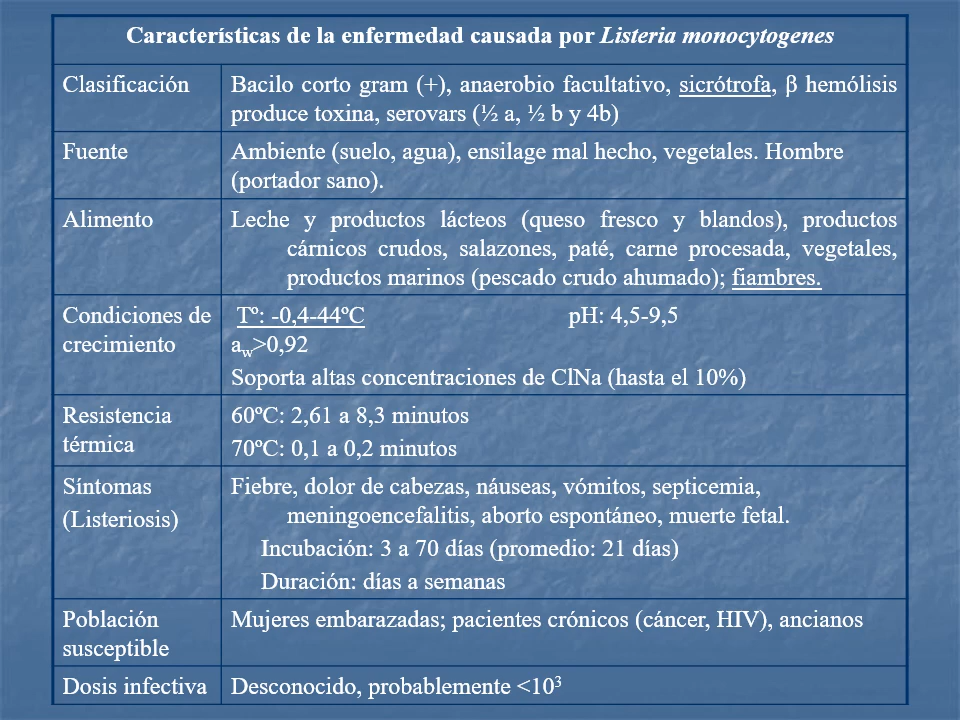 Características de la enfermedad causada por Listeria monocytogenes
Clasificación
Bacilo corto gram (+), anaerobio facultativo, sicrótrofa, β hemólisis
produce toxina, serovars (½ a, ½ b y 4b)
Fuente
Ambiente (suelo, agua), ensilage mal hecho, vegetales. Hombre
(portador sano).
Alimento
Leche y productos lácteos (queso fresco y blandos), productos
cárnicos crudos, salazones, paté, carne procesada, vegetales,
productos marinos (pescado crudo ahumado); fiambres.
Condiciones de
crecimiento
Tº: -0,4-44ºC pH: 4,5-9,5
aw>0,92
Soporta altas concentraciones de ClNa (hasta el 10%)
Resistencia
térmica
60ºC: 2,61 a 8,3 minutos
70ºC: 0,1 a 0,2 minutos
Síntomas
(Listeriosis)
Fiebre, dolor de cabezas, náuseas, vómitos, septicemia,
meningoencefalitis, aborto espontáneo, muerte fetal.
Incubación: 3 a 70 días (promedio: 21 días)
Duración: días a semanas
Población
susceptible
Mujeres embarazadas; pacientes crónicos (cáncer, HIV), ancianos
Dosis infectiva
Desconocido, probablemente <10³